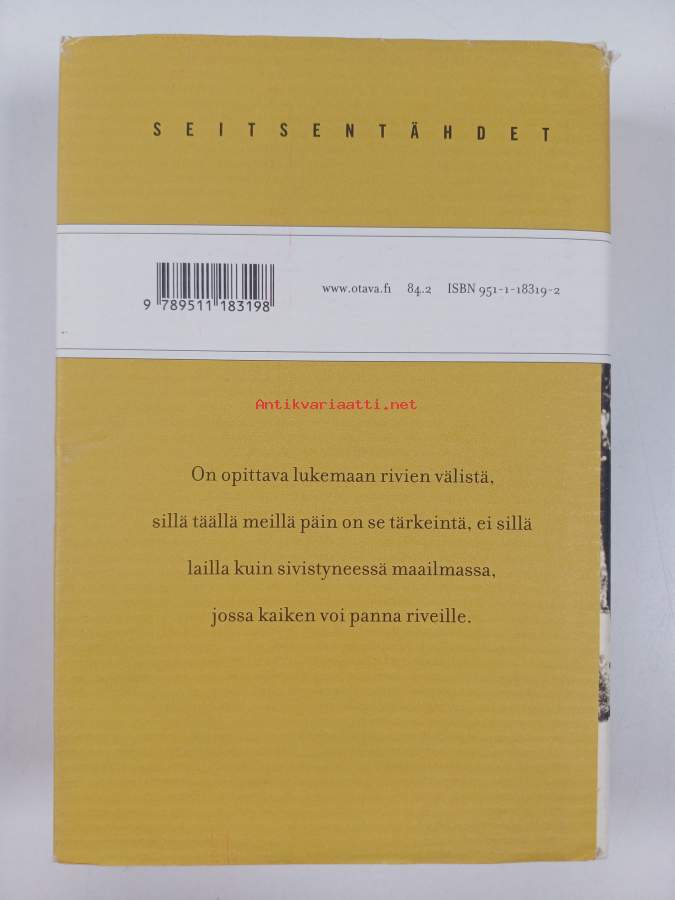 SEITSENTÄHDET
9 789511 183198
www.otava.fi 84.2 ISBN 951-1-18319-2
Antikvariaatti.net
On opittava lukemaan rivien välistä,
sillä täällä meillä päin on se tärkeintä, ei sillä
lailla kuin sivistyneessä maailmassa,
jossa kaiken voi panna riveille.